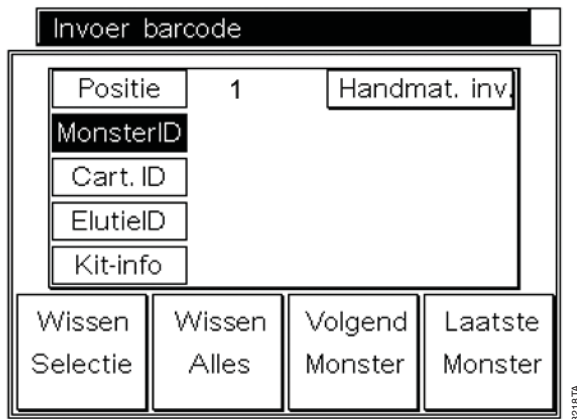 Invoer barcode
Positie 1 Handmat. inv.
MonsterID
Cart. ID
ElutieID
Kit-info
Wissen Wissen Volgend Laatste
Selectie Alles Monster Monster